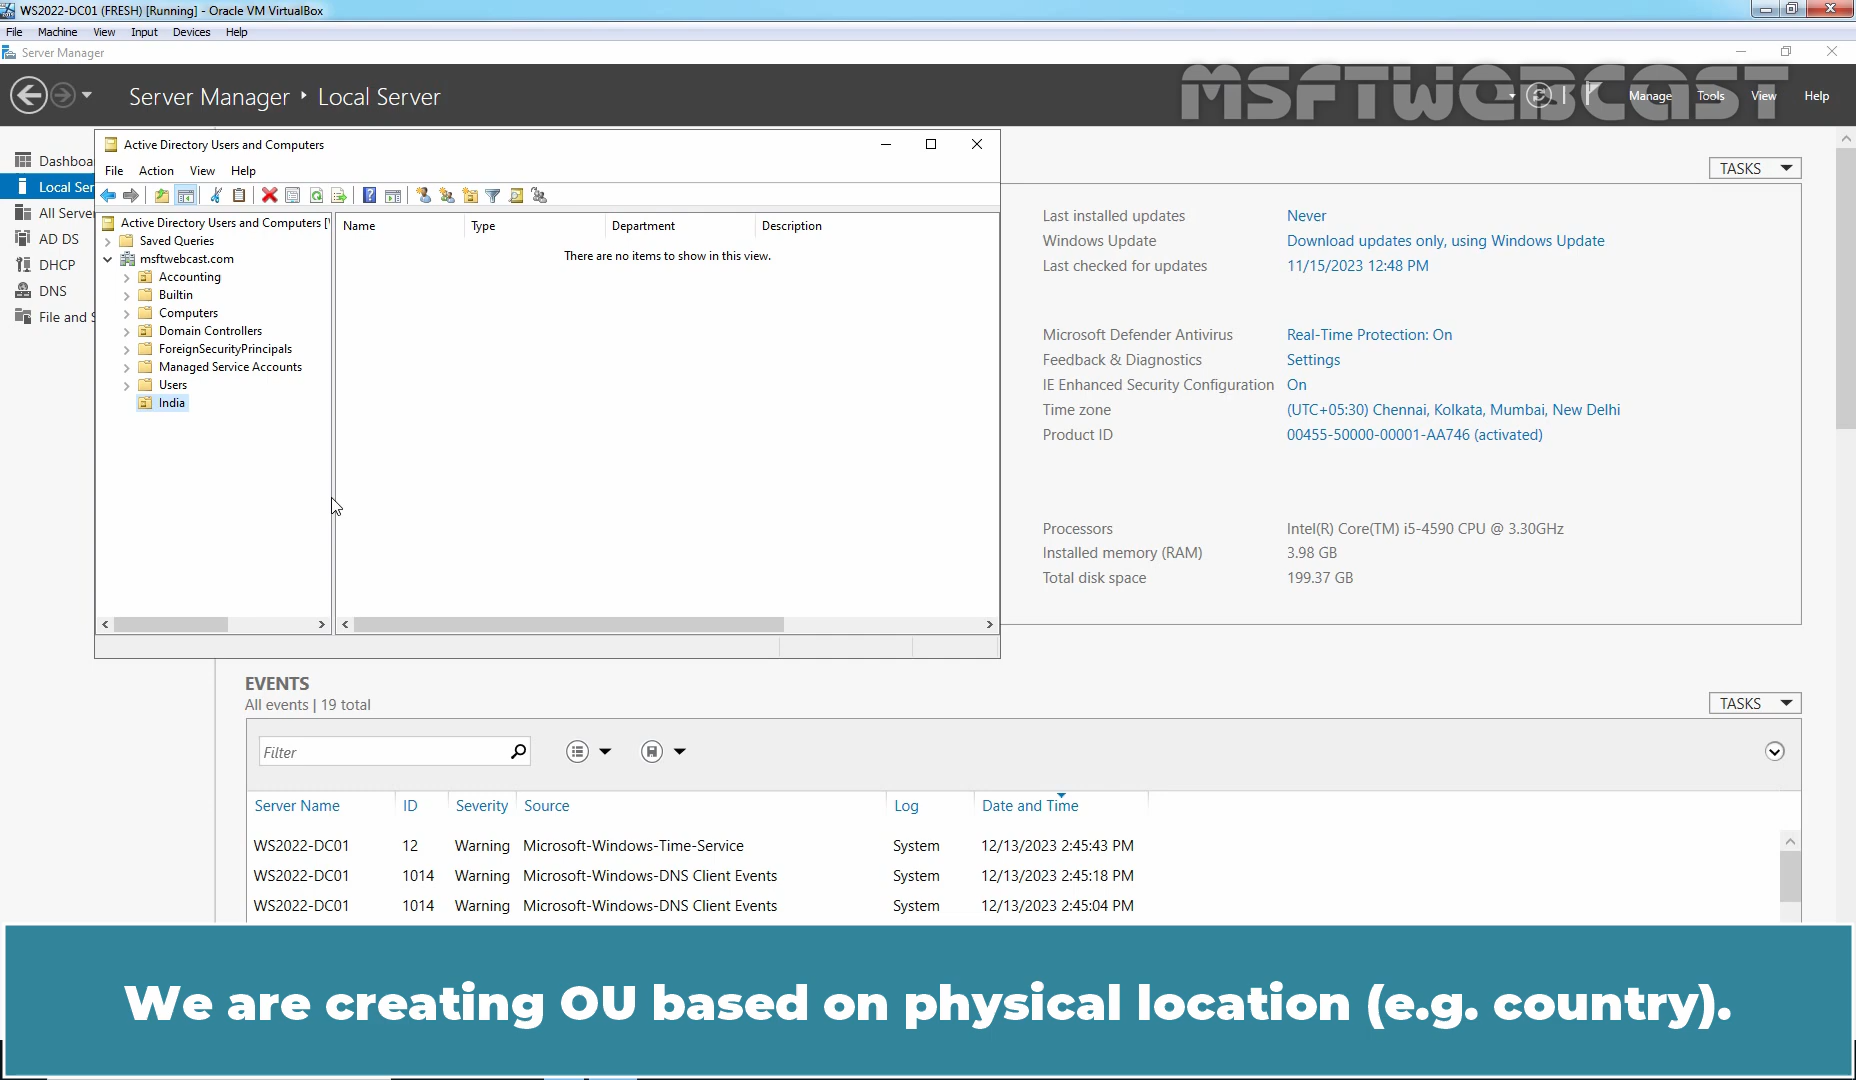 WS2022-DC01 (FRESH) [Running] - Oracle VM VirtualBox
File Machine View Input Devices Help
Server Manager
Server Manager ‣ Local Server
MSFTWEBCAST
Manage Tools View Help
Active Directory Users and Computers
File Action View Help
Dashboa
Local Ser
All Server
AD DS
DHCP
DNS
File and S
Active Directory Users and Computers [
Saved Queries
msftwebcast.com
Accounting
Builtin
Computers
Domain Controllers
ForeignSecurityPrincipals
Managed Service Accounts
Users
India
Name Type Department Description
There are no items to show in this view.
TASKS
Last installed updates Never
Windows Update Download updates only, using Windows Update
Last checked for updates 11/15/2023 12:48 PM
Microsoft Defender Antivirus Real-Time Protection: On
Feedback & Diagnostics Settings
IE Enhanced Security Configuration On
Time zone (UTC+05:30) Chennai, Kolkata, Mumbai, New Delhi
Product ID 00455-50000-00001-AA746 (activated)
Processors Intel(R) Core(TM) i5-4590 CPU @ 3.30GHz
Installed memory (RAM) 3.98 GB
Total disk space 199.37 GB
EVENTS
All events | 19 total
TASKS
Filter
Server Name ID Severity Source Log Date and Time
WS2022-DC01 12 Warning Microsoft-Windows-Time-Service System 12/13/2023 2:45:43 PM
WS2022-DC01 1014 Warning Microsoft-Windows-DNS Client Events System 12/13/2023 2:45:18 PM
WS2022-DC01 1014 Warning Microsoft-Windows-DNS Client Events System 12/13/2023 2:45:04 PM
We are creating OU based on physical location (e.g. country).